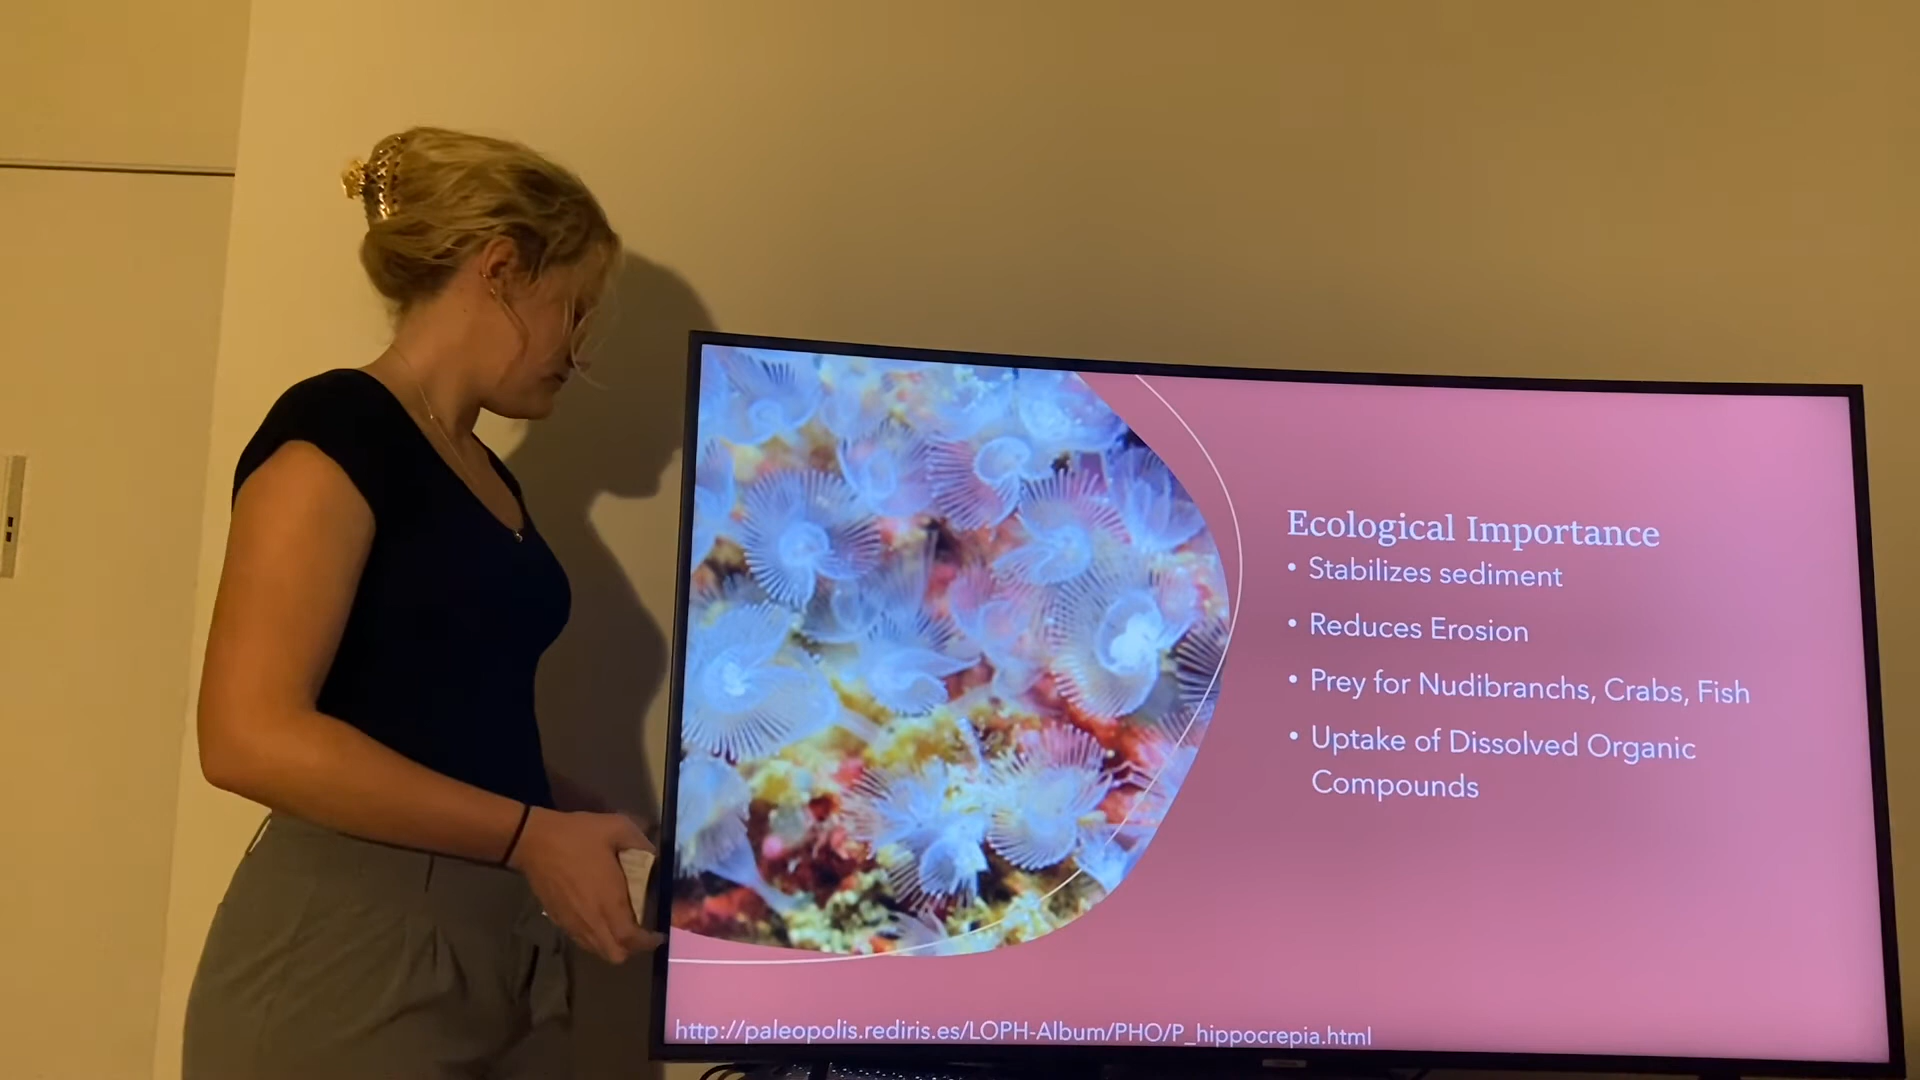 Ecological Importance
• Stabilizes sediment
• Reduces Erosion
• Prey for Nudibranchs, Crabs, Fish
• Uptake of Dissolved Organic
Compounds
http://paleopolis.rediris.es/LOPH-Album/PHO/P_hippocrepia.html